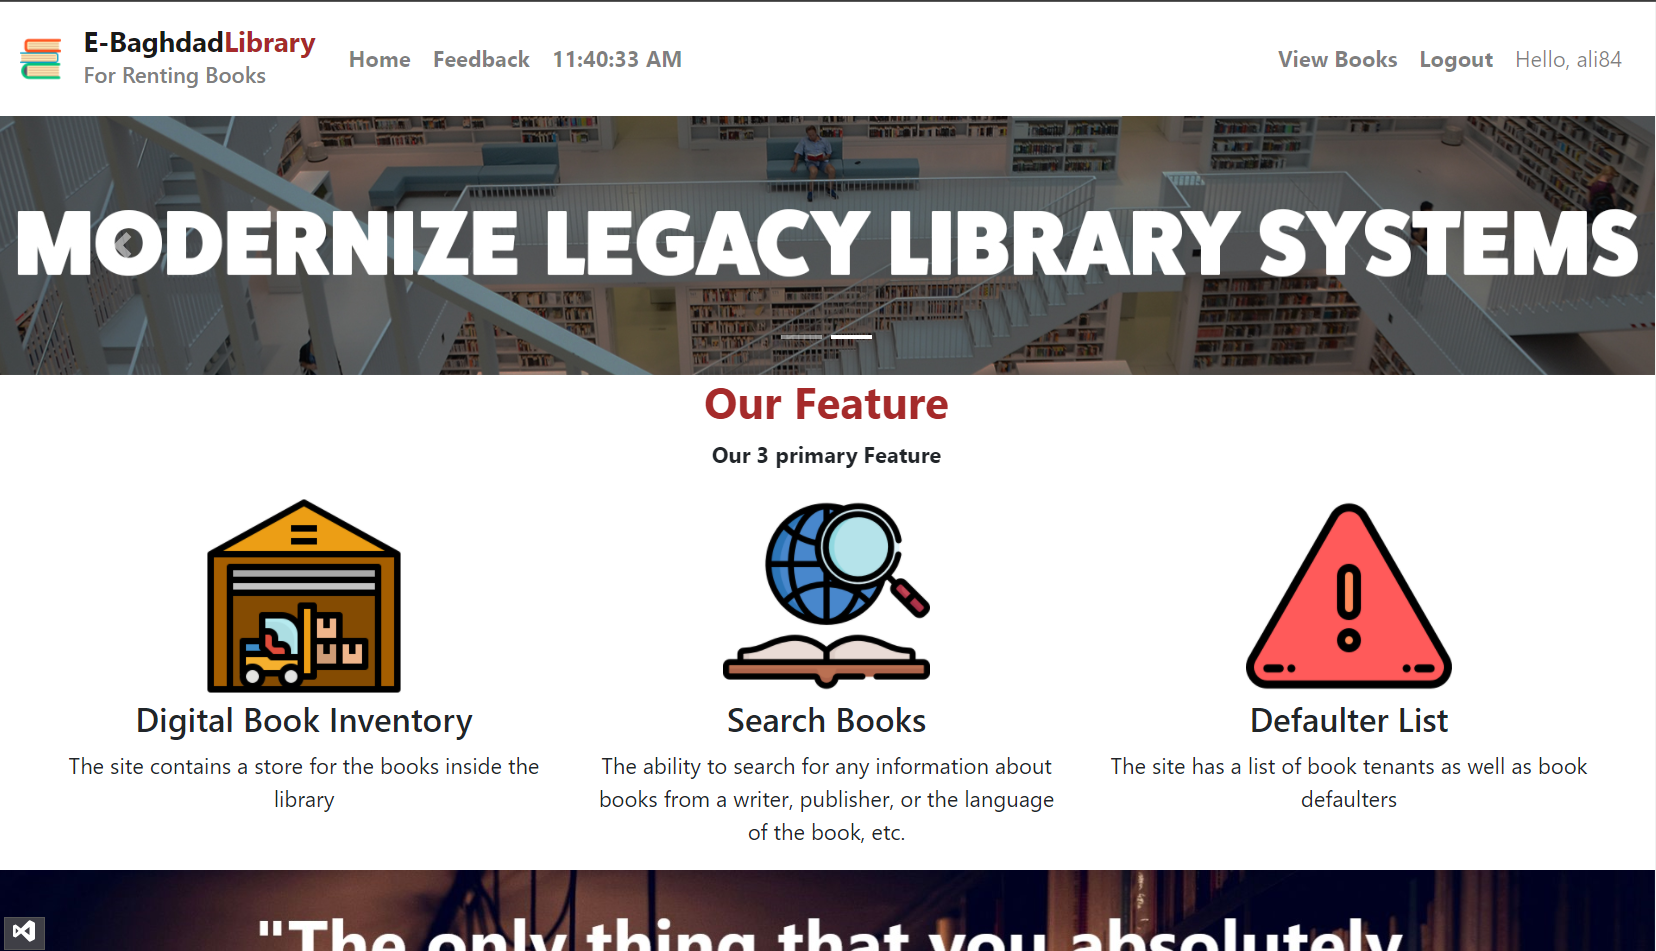 E-BaghdadLibrary
For Renting Books
Home Feedback 11:40:33 AM
View Books Logout Hello, ali84
MODERNIZE LEGACY LIBRARY SYSTEMS
Our Feature
Our 3 primary Feature
Digital Book Inventory
The site contains a store for the books inside the
library
Search Books
The ability to search for any information about
books from a writer, publisher, or the language
of the book, etc.
Defaulter List
The site has a list of book tenants as well as book
defaulters
"The only thing that you absolutely